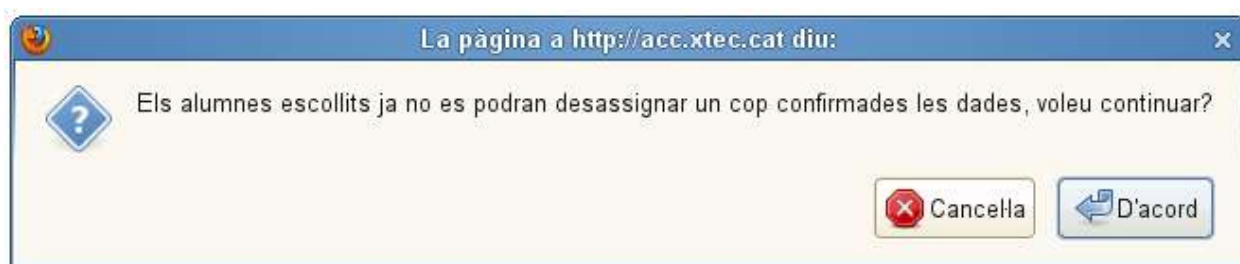 La pàgina a http://acc.xtec.cat diu:
Els alumnes escollits ja no es podran desassignar un cop confirmades les dades, voleu continuar?
Cancel·la
D'acord